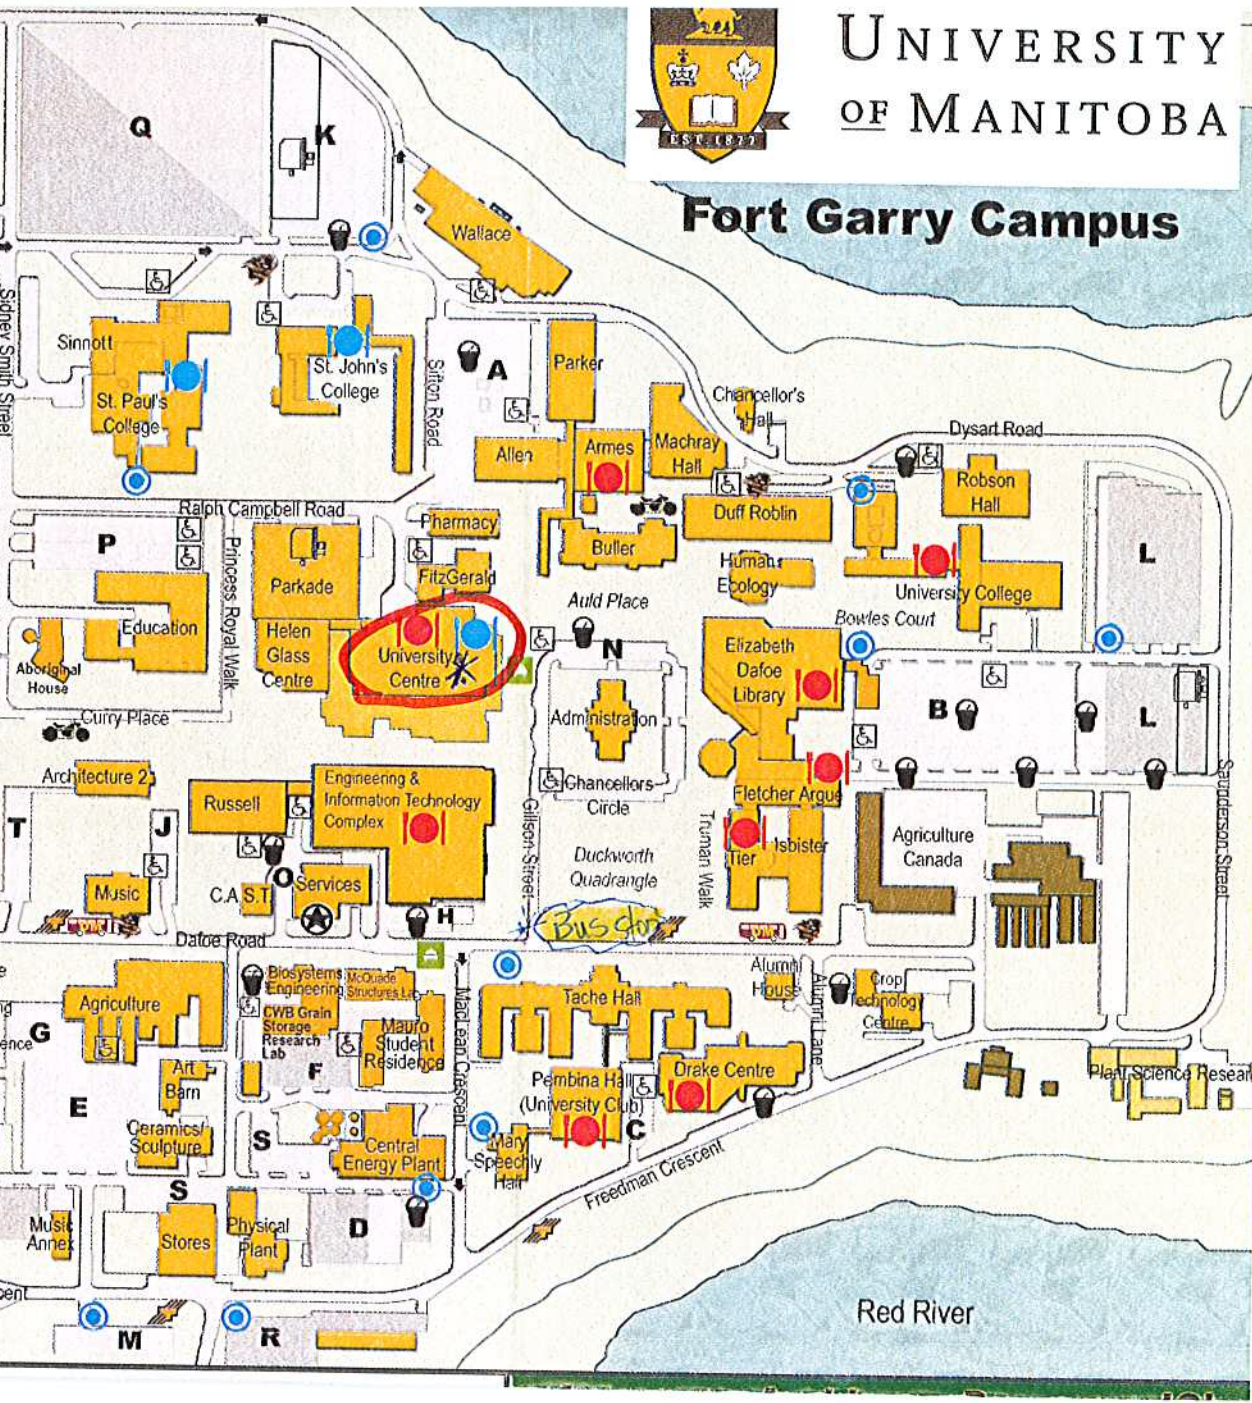 UNIVERSITY
OF MANITOBA
EST. 1877
Fort Garry Campus
Q
K
Wallace
Sidney Smith Street
Sinnott
St. Paul's
College
St. John's
College
Sifton Road
A
Parker
Chancellor's
Hall
Allen
Armes
Machray
Hall
Dysart Road
Robson
Hall
Ralph Campbell Road
Pharmacy
Duff Roblin
P
Princess Royal Walk
Parkade
FitzGerald
Buller
Human
Ecology
University College
L
Education
Auld Place
Bowles Court
Helen
Glass
Centre
University
Centre
N
Elizabeth
Dafoe
Library
Aboriginal
House
Curry Place
Administration
B
L
Architecture 2
Engineering &
Information Technology
Complex
Chancellors
Circle
Fletcher Argue
Saunderson Street
Russell
Gillson Street
Truman Walk
T
J
Duckworth
Quadrangle
Tier
Isbister
Agriculture
Canada
Music
C.A.S.T.
O
Services
H
Bus stop
Dafoe Road
Agriculture
Biosystems
Engineering
McQuade
Structures Lab
CWB Grain
Storage
Research
Lab
Mauro
Student
Residence
MacLean Crescent
Tache Hall
Alumni
House
Alumni Lane
Crop
Technology
Centre
G
ence
F
Art
Barn
E
Pembina Hall
(University Club)
Drake Centre
Plant Science Resear
C
Ceramics/
Sculpture
S
Central
Energy Plant
Mary
Speechly
Hall
Freedman Crescent
S
Music
Annex
Stores
Physical
Plant
D
cent
M
R
Red River